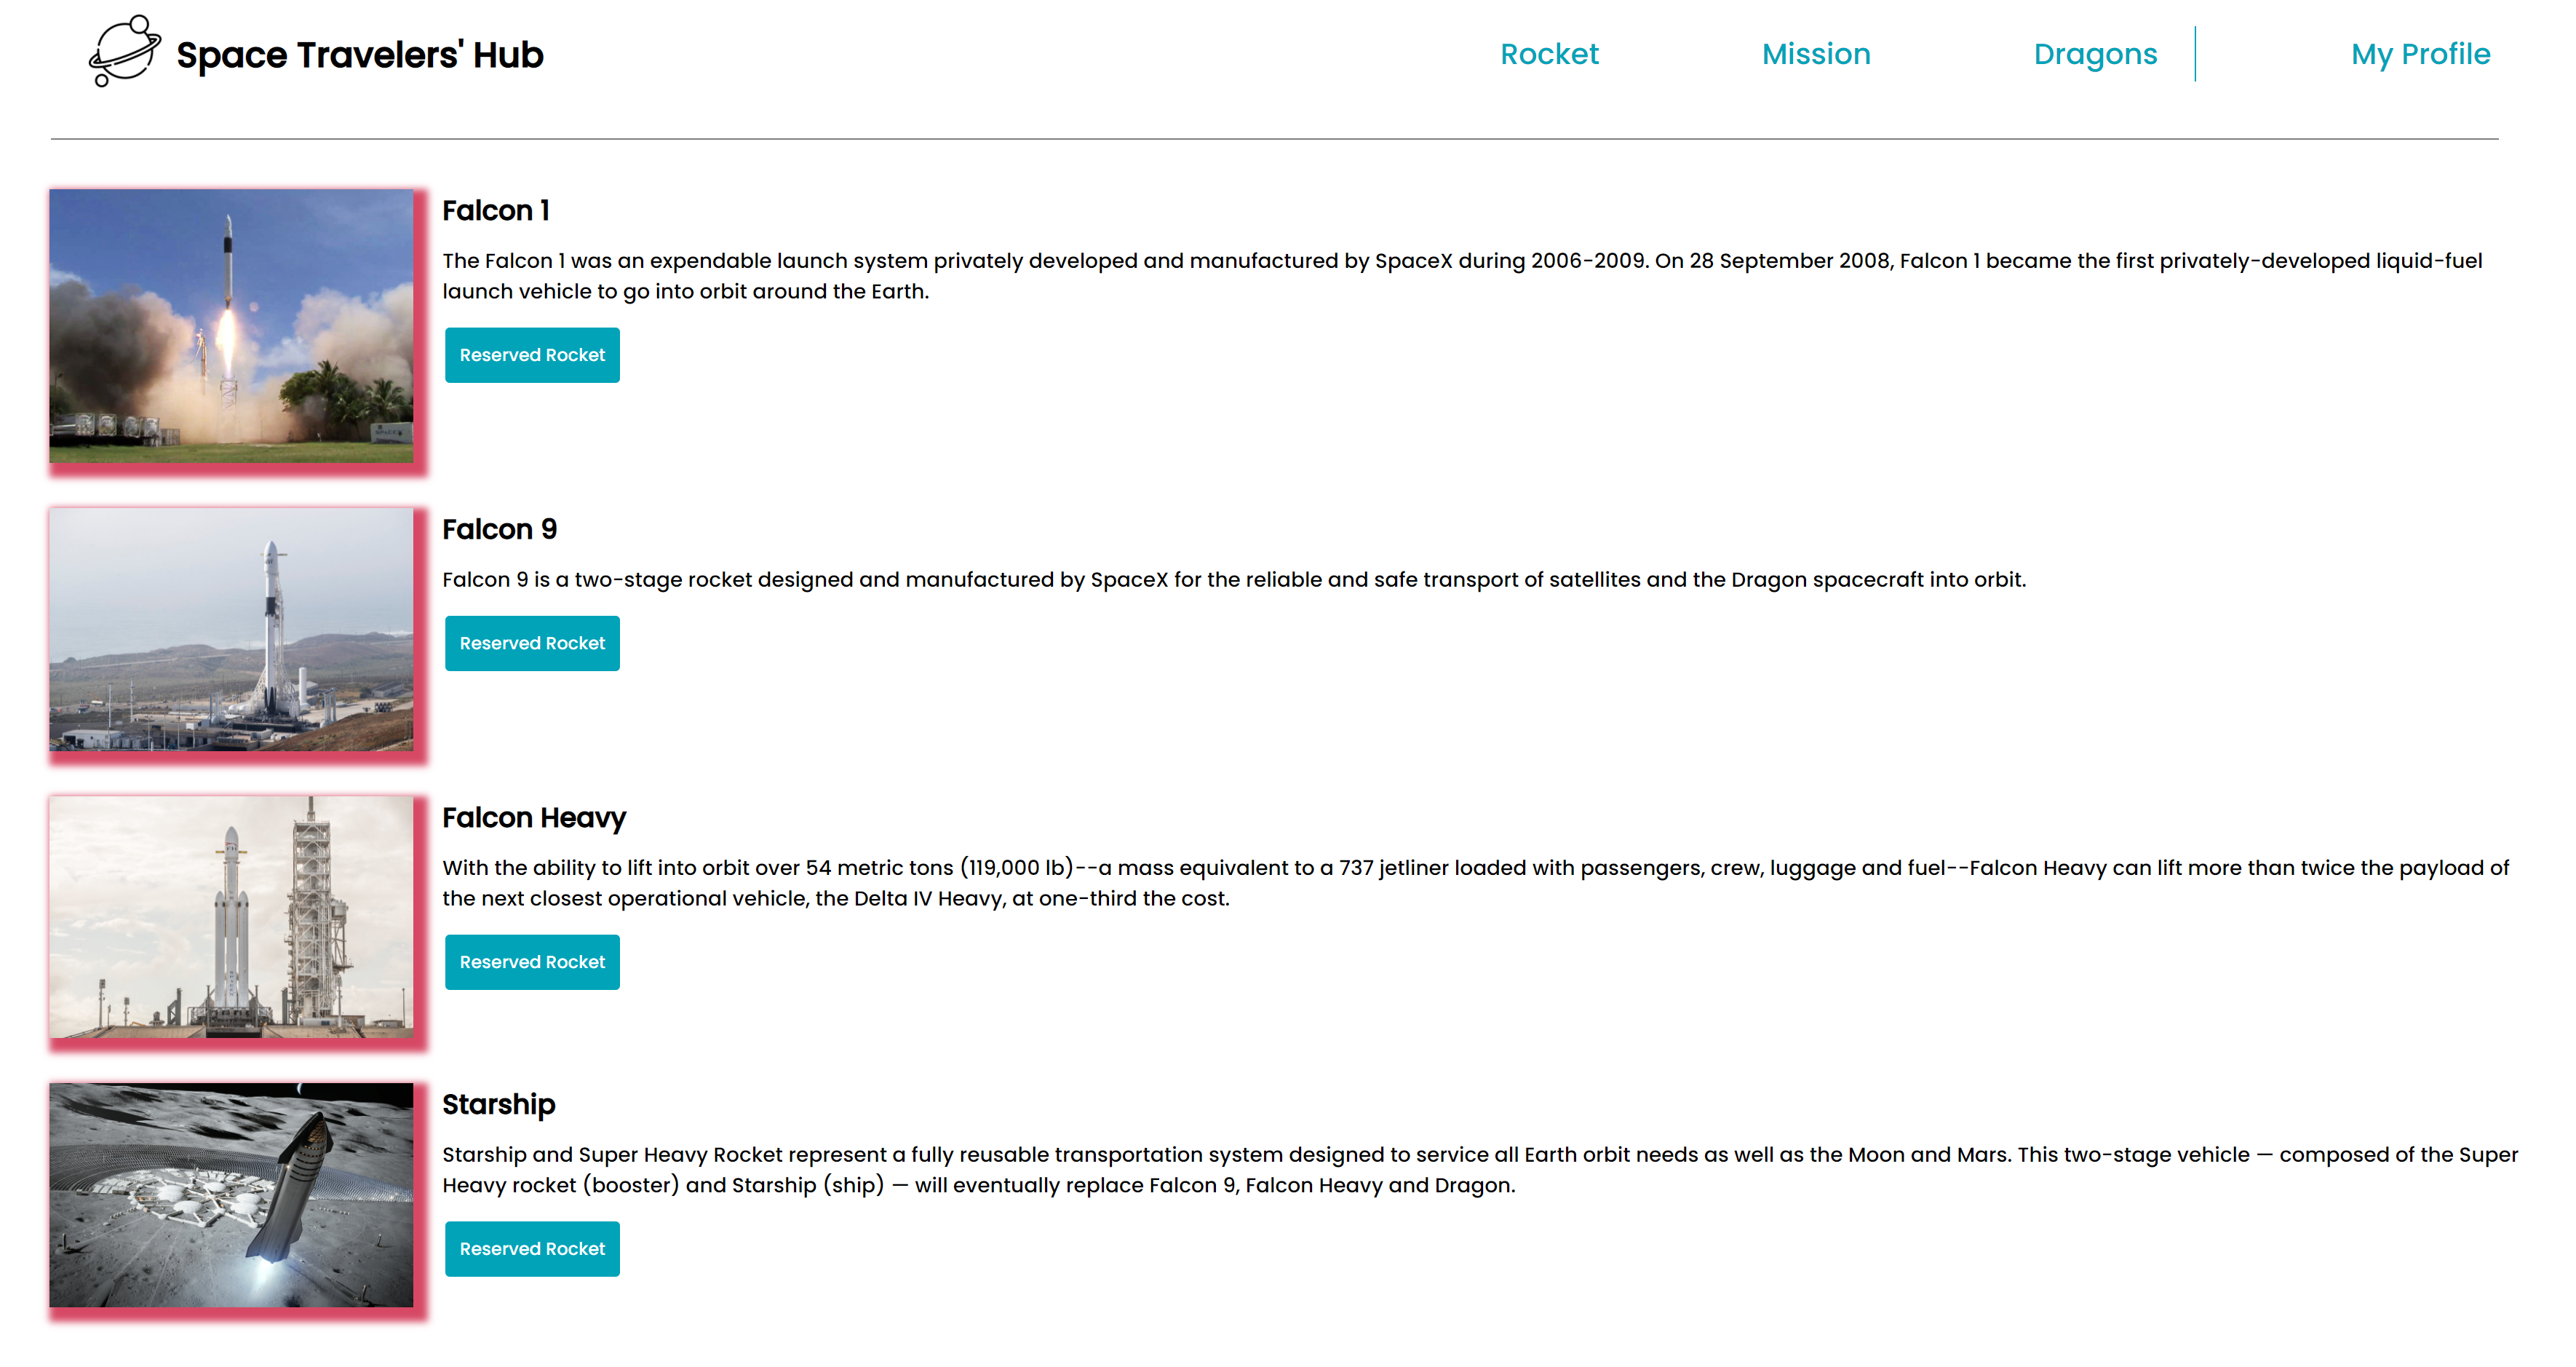 Space Travelers' Hub
Rocket
Mission
Dragons
My Profile
Falcon 1
The Falcon 1 was an expendable launch system privately developed and manufactured by SpaceX during 2006-2009. On 28 September 2008, Falcon 1 became the first privately-developed liquid-fuel
launch vehicle to go into orbit around the Earth.
Reserved Rocket
Falcon 9
Falcon 9 is a two-stage rocket designed and manufactured by SpaceX for the reliable and safe transport of satellites and the Dragon spacecraft into orbit.
Reserved Rocket
Falcon Heavy
With the ability to lift into orbit over 54 metric tons (119,000 lb)--a mass equivalent to a 737 jetliner loaded with passengers, crew, luggage and fuel--Falcon Heavy can lift more than twice the payload of
the next closest operational vehicle, the Delta IV Heavy, at one-third the cost.
Reserved Rocket
Starship
Starship and Super Heavy Rocket represent a fully reusable transportation system designed to service all Earth orbit needs as well as the Moon and Mars. This two-stage vehicle — composed of the Super
Heavy rocket (booster) and Starship (ship) — will eventually replace Falcon 9, Falcon Heavy and Dragon.
Reserved Rocket